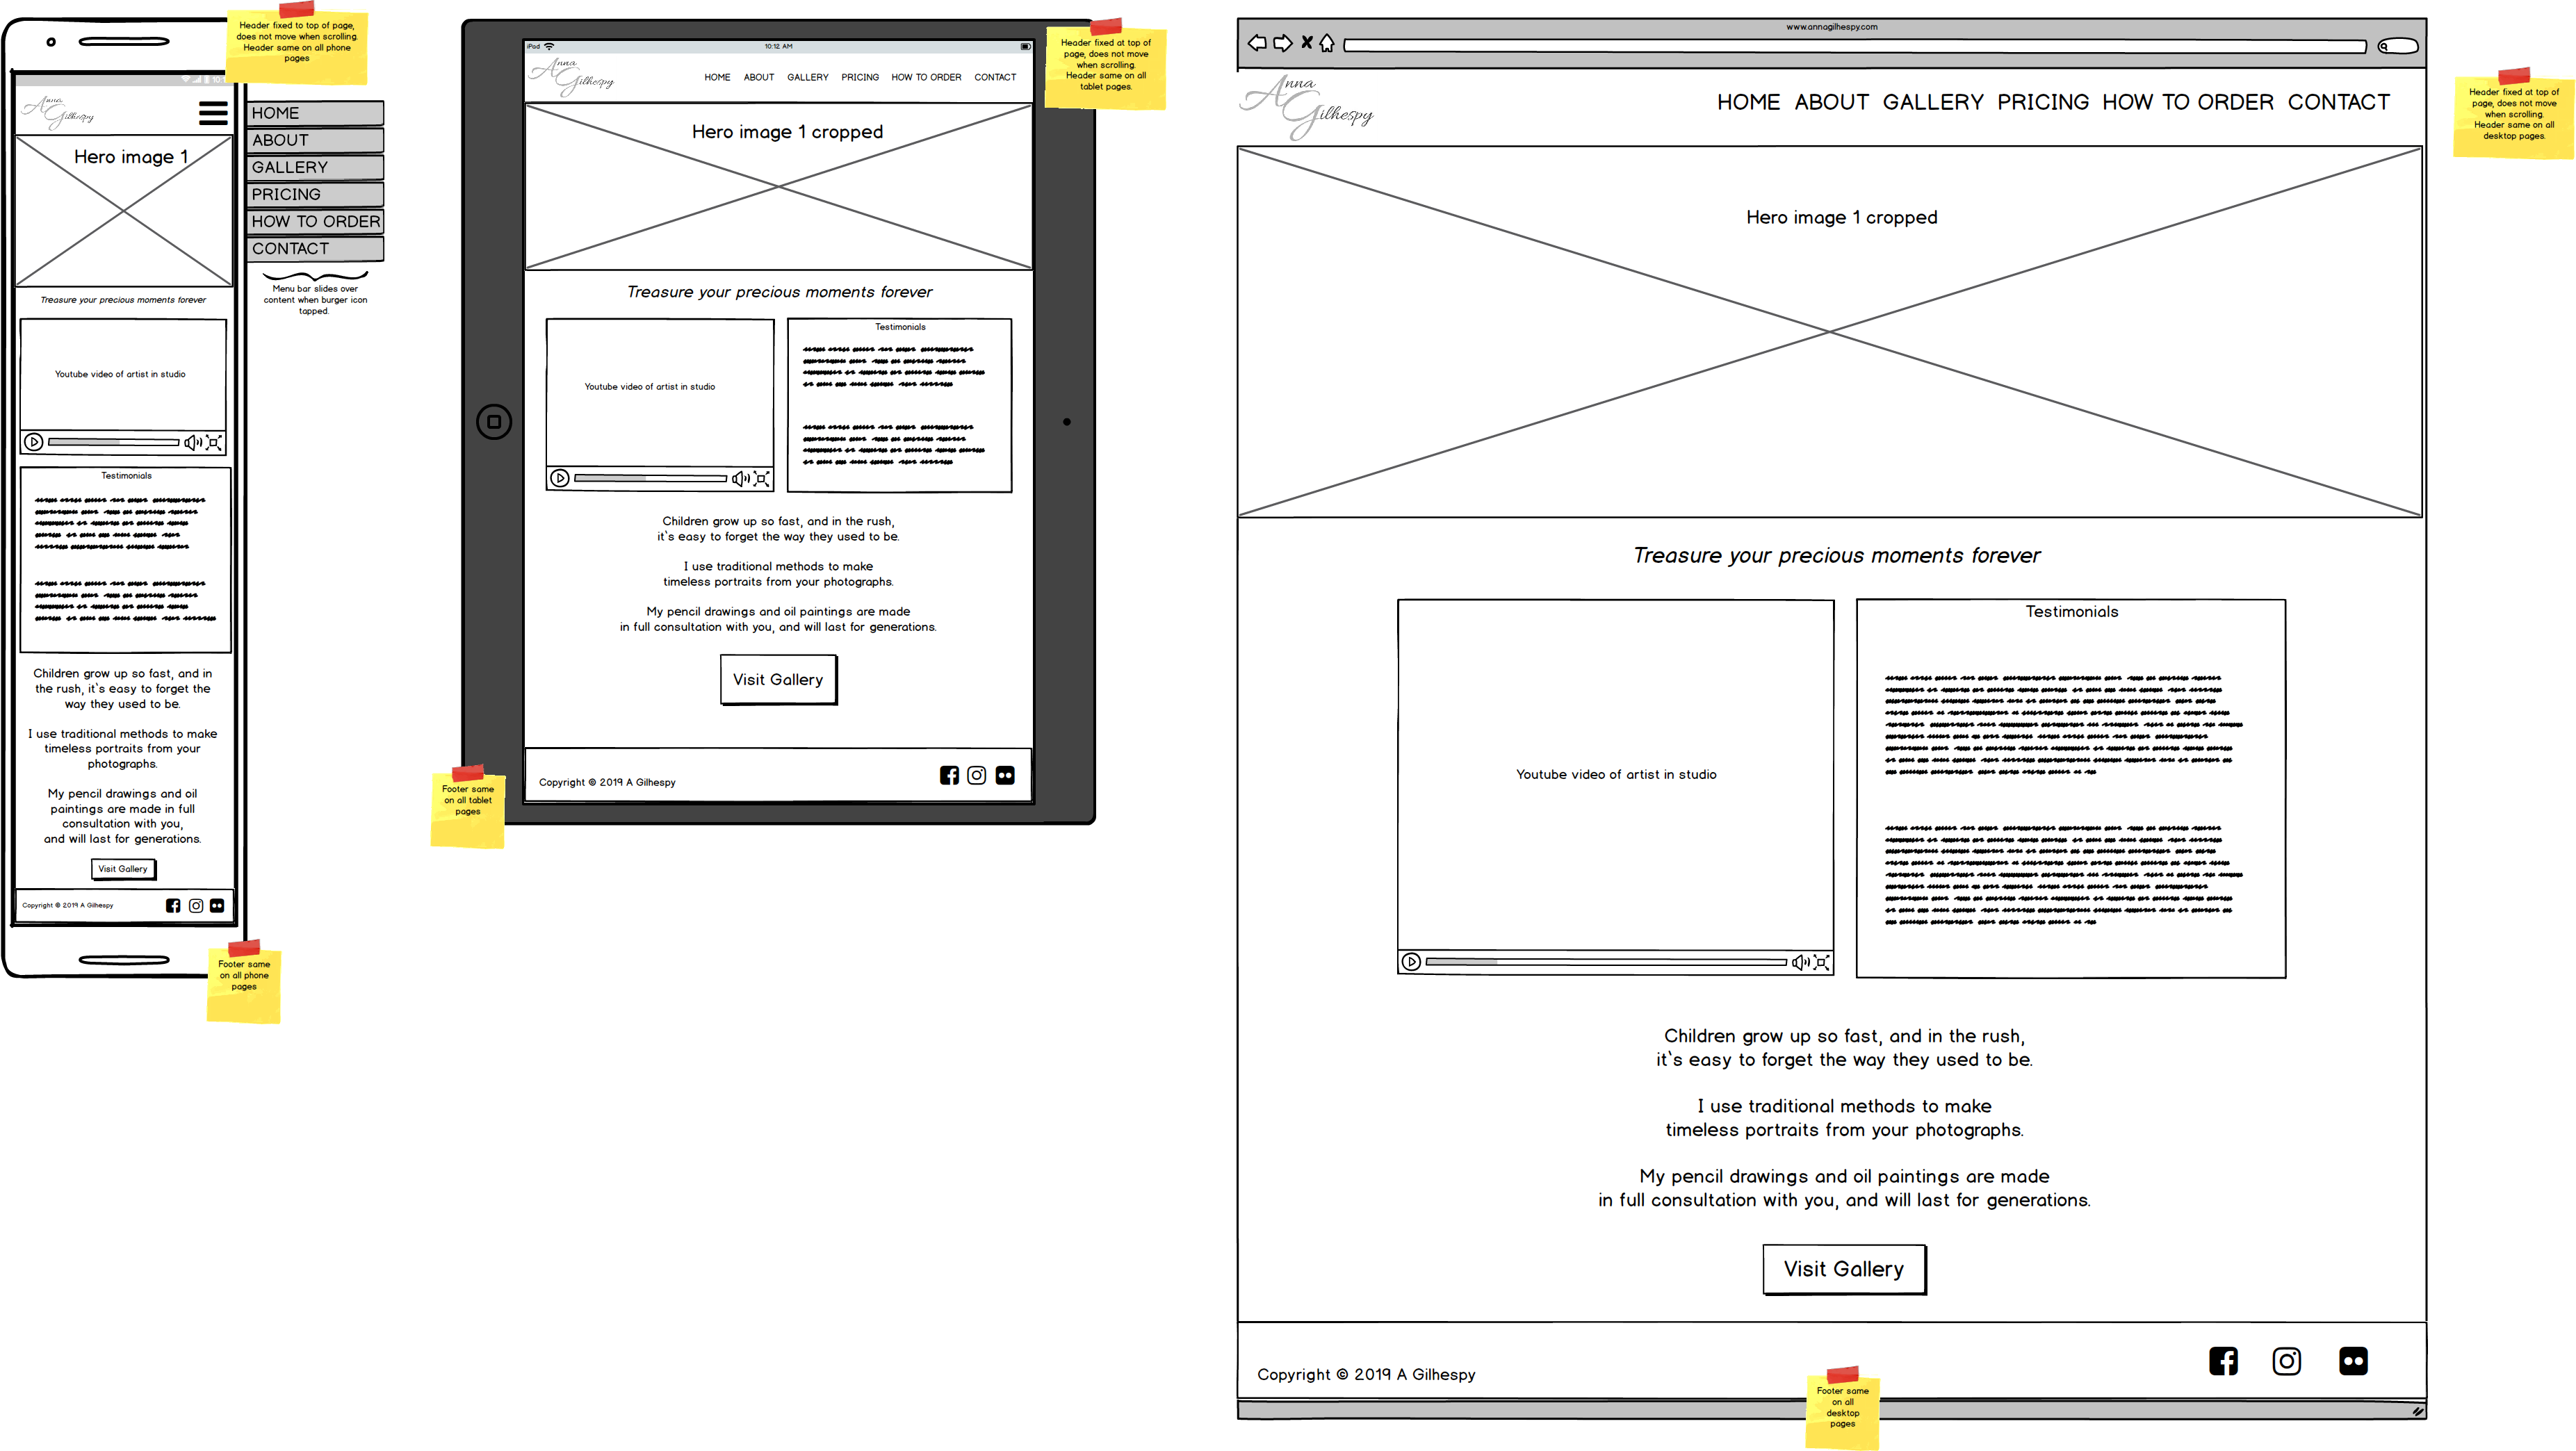 Header fixed to top of page,
does not move when scrolling.
Header same on all phone
pages
Anna
Gilhespy
Hero image 1
Treasure your precious moments forever
Youtube video of artist in studio
Testimonials
Children grow up so fast, and in
the rush, it`s easy to forget the
way they used to be.
I use traditional methods to make
timeless portraits from your
photographs.
My pencil drawings and oil
paintings are made in full
consultation with you,
and will last for generations.
Visit Gallery
Copyright © 2019 A Gilhespy
Footer same
on all phone
pages
HOME
ABOUT
GALLERY
PRICING
HOW TO ORDER
CONTACT
Menu bar slides over
content when burger icon
tapped.
iPad 10:12 AM
Header fixed at top of
page, does not move
when scrolling.
Header same on all
tablet pages.
Anna
Gilhespy
HOME ABOUT GALLERY PRICING HOW TO ORDER CONTACT
Hero image 1 cropped
Treasure your precious moments forever
Youtube video of artist in studio
Testimonials
Children grow up so fast, and in the rush,
it`s easy to forget the way they used to be.
I use traditional methods to make
timeless portraits from your photographs.
My pencil drawings and oil paintings are made
in full consultation with you, and will last for generations.
Visit Gallery
Copyright © 2019 A Gilhespy
Footer same
on all tablet
pages
www.annagilhespy.com
Anna
Gilhespy
HOME ABOUT GALLERY PRICING HOW TO ORDER CONTACT
Header fixed at top of
page, does not move
when scrolling.
Header same on all
desktop pages.
Hero image 1 cropped
Treasure your precious moments forever
Youtube video of artist in studio
Testimonials
Children grow up so fast, and in the rush,
it`s easy to forget the way they used to be.
I use traditional methods to make
timeless portraits from your photographs.
My pencil drawings and oil paintings are made
in full consultation with you, and will last for generations.
Visit Gallery
Copyright © 2019 A Gilhespy
Footer same
on all
desktop
pages